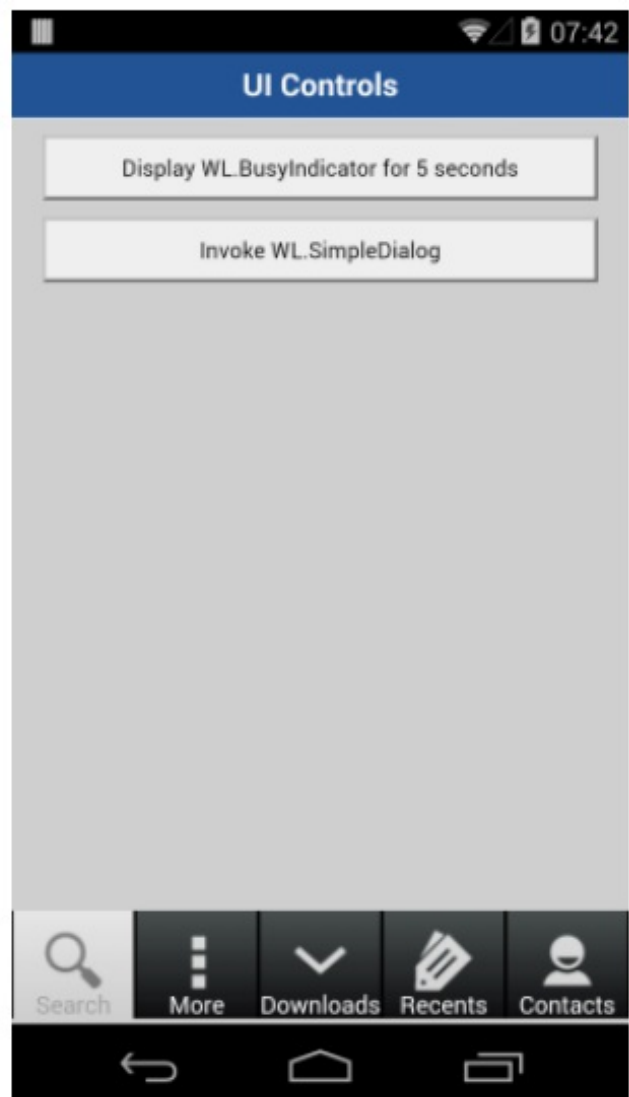 07:42
UI Controls
Display WL.BusyIndicator for 5 seconds
Invoke WL.SimpleDialog
Search More Downloads Recents Contacts